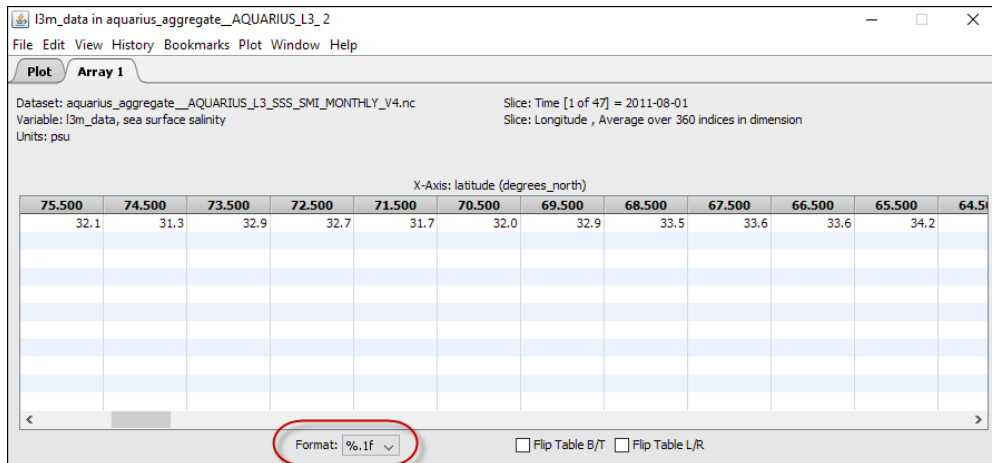 l3m_data in aquarius_aggregate__AQUARIUS_L3_ 2
File Edit View History Bookmarks Plot Window Help
Plot Array 1
Dataset: aquarius_aggregate__AQUARIUS_L3_SSS_SMI_MONTHLY_V4.nc Slice: Time [1 of 47] = 2011-08-01
Variable: l3m_data, sea surface salinity Slice: Longitude , Average over 360 indices in dimension
Units: psu
X-Axis: latitude (degrees_north)
75.500 74.500 73.500 72.500 71.500 70.500 69.500 68.500 67.500 66.500 65.500 64.5
32.1 31.3 32.9 32.7 31.7 32.0 32.9 33.5 33.6 33.6 34.2
Format: %.1f Flip Table B/T Flip Table L/R